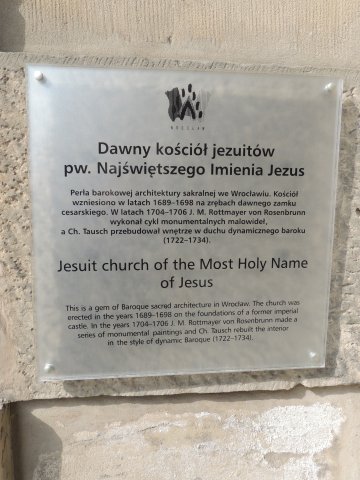 WROCŁAW
Dawny kościół jezuitów
pw. Najświętszego Imienia Jezus
Perła barokowej architektury sakralnej we Wrocławiu. Kościół
wzniesiono w latach 1689–1698 na zrębach dawnego zamku
cesarskiego. W latach 1704–1706 J. M. Rottmayer von Rosenbrunn
wykonał cykl monumentalnych malowideł,
a Ch. Tausch przebudował wnętrze w duchu dynamicznego baroku
(1722–1734).
Jesuit church of the Most Holy Name
of Jesus
This is a gem of Baroque sacred architecture in Wrocław. The church was
erected in the years 1689–1698 on the foundations of a former imperial
castle. In the years 1704–1706 J. M. Rottmayer von Rosenbrunn made a
series of monumental paintings and Ch. Tausch rebuilt the interior
in the style of dynamic Baroque (1722–1734).